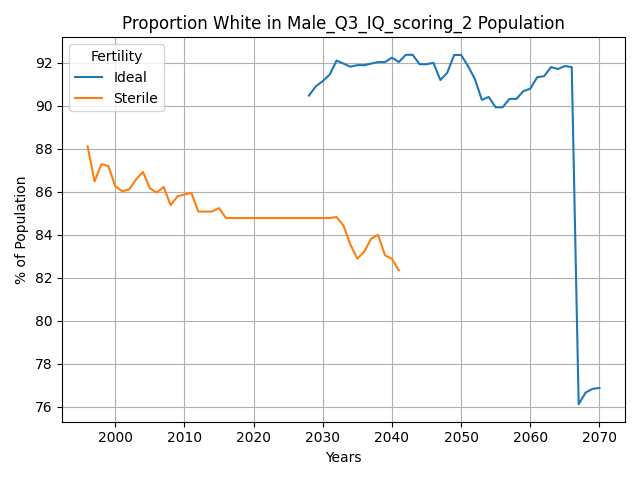 Proportion White in Male_Q3_IQ_scoring_2 Population
Fertility
Ideal
Sterile
% of Population
92
90
88
86
84
82
80
78
76
2000
2010
2020
2030
2040
2050
2060
2070
Years